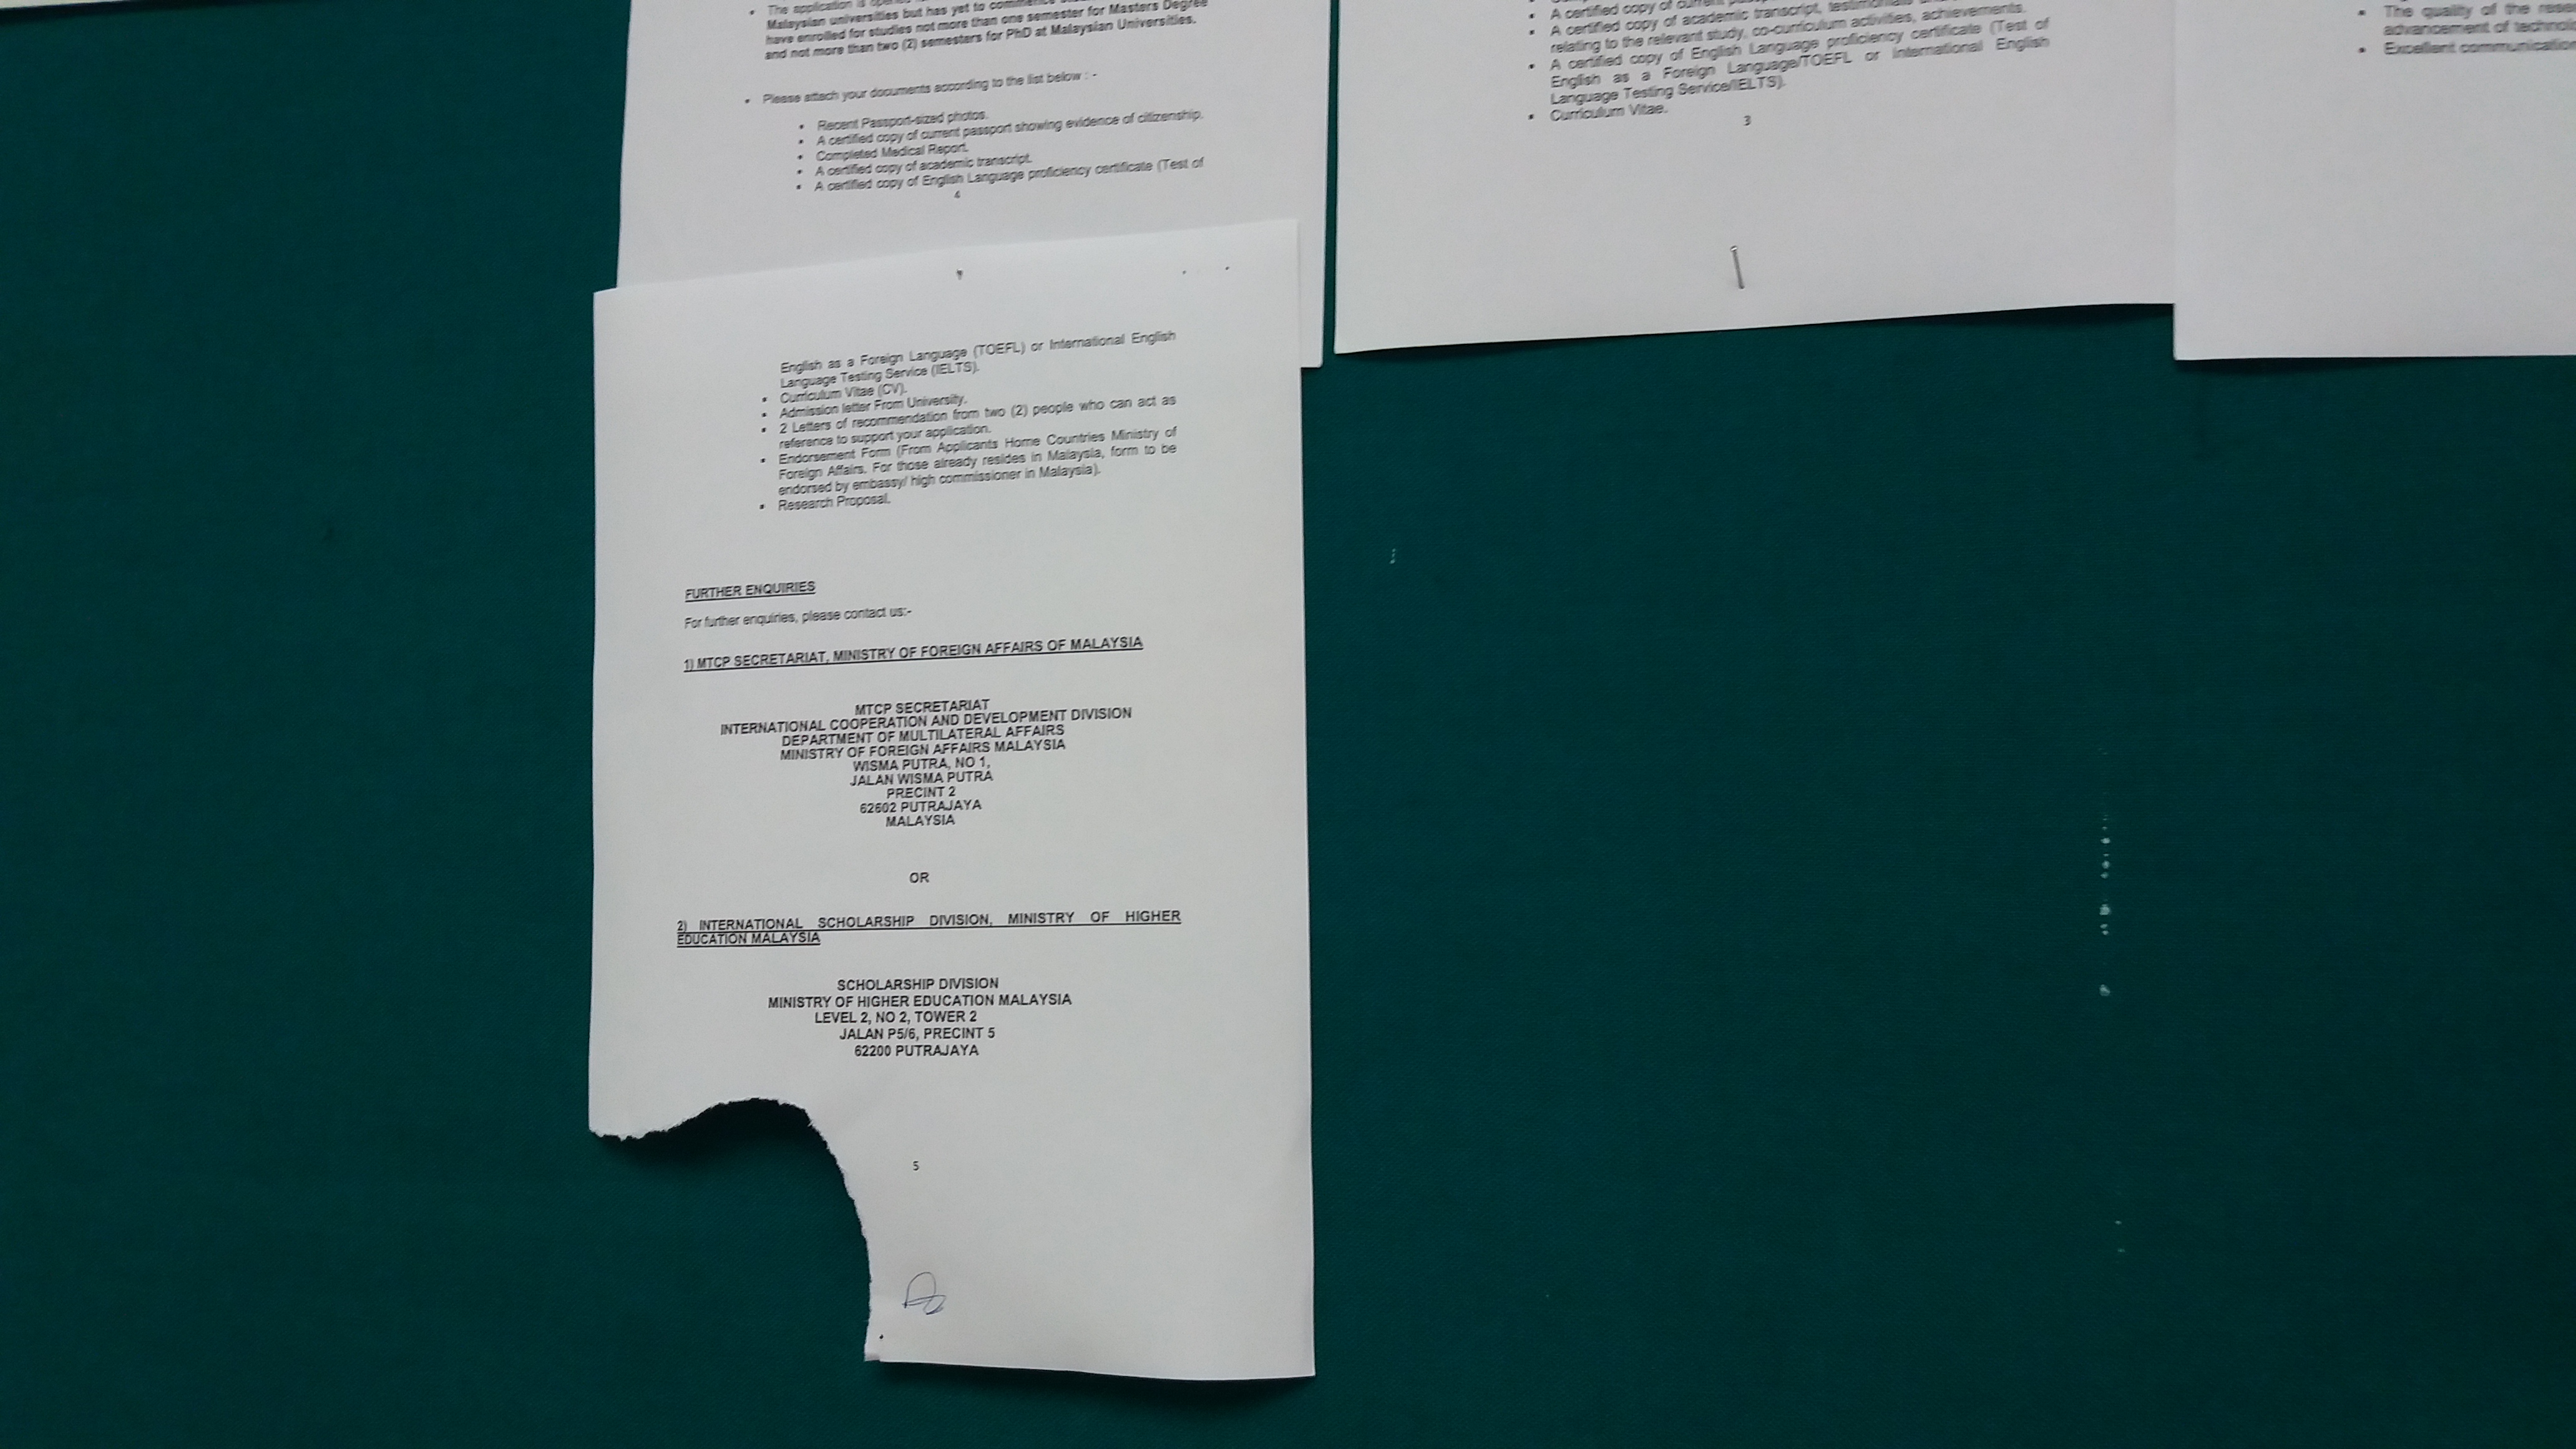 • The application is
Malaysian universities but has yet to commence
have enrolled for studies not more than one semester for Masters Degree
and not more than two (2) semesters for PhD at Malaysian Universities.
• Please attach your documents according to the list below : -
• Recent Passport-sized photos.
• A certified copy of current passport showing evidence of citizenship.
• Completed Medical Report.
• A certified copy of academic transcript.
• A certified copy of English Language proficiency certificate (Test of
4
English as a Foreign Language (TOEFL) or International English
Language Testing Service (IELTS).
• Curriculum Vitae (CV).
• Admission letter From University.
• 2 Letters of recommendation from two (2) people who can act as
reference to support your application.
• Endorsement Form (From Applicants Home Countries Ministry of
Foreign Affairs. For those already resides in Malaysia, form to be
endorsed by embassy/ high commissioner in Malaysia).
• Research Proposal.
FURTHER ENQUIRIES
For further enquiries, please contact us:-
1) MTCP SECRETARIAT, MINISTRY OF FOREIGN AFFAIRS OF MALAYSIA
MTCP SECRETARIAT
INTERNATIONAL COOPERATION AND DEVELOPMENT DIVISION
DEPARTMENT OF MULTILATERAL AFFAIRS
MINISTRY OF FOREIGN AFFAIRS MALAYSIA
WISMA PUTRA, NO 1,
JALAN WISMA PUTRA
PRECINT 2
62602 PUTRAJAYA
MALAYSIA
OR
2) INTERNATIONAL SCHOLARSHIP DIVISION, MINISTRY OF HIGHER
EDUCATION MALAYSIA
SCHOLARSHIP DIVISION
MINISTRY OF HIGHER EDUCATION MALAYSIA
LEVEL 2, NO 2, TOWER 2
JALAN P5/6, PRECINT 5
62200 PUTRAJAYA
5
• A certified copy of current
• A certified copy of academic transcript,
relating to the relevant study, co-curriculum activities, achievements.
• A certified copy of English Language proficiency certificate (Test of
English as a Foreign Language/TOEFL or International English
Language Testing Service/IELTS).
• Curriculum Vitae.
3
• The quality of the
advancement of
• Excellent